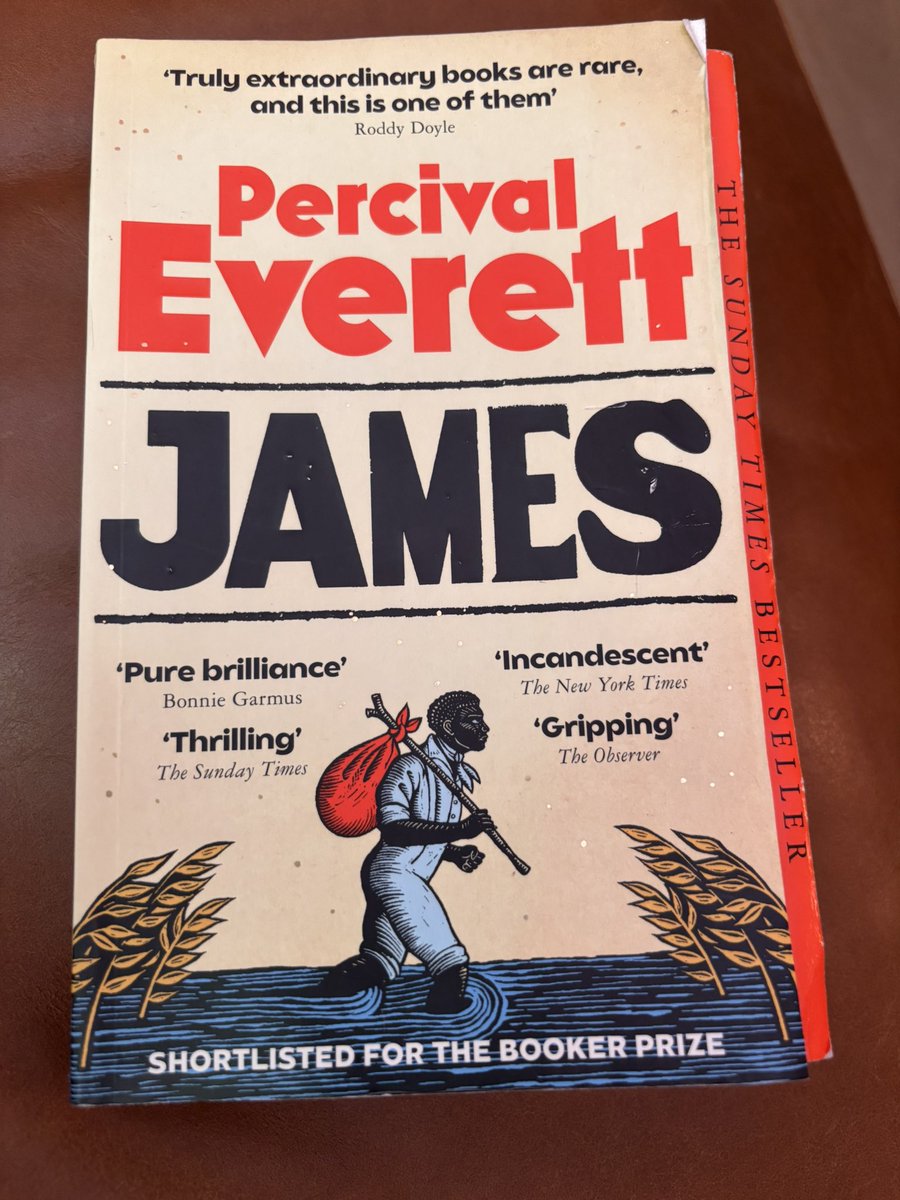 ‘Truly extraordinary books are rare,
and this is one of them’
Roddy Doyle
Percival
Everett
JAMES
‘Pure brilliance’
Bonnie Garmus
‘Thrilling’
The Sunday Times
‘Incandescent’
The New York Times
‘Gripping’
The Observer
SHORTLISTED FOR THE BOOKER PRIZE
THE SUNDAY TIMES BESTSELLER